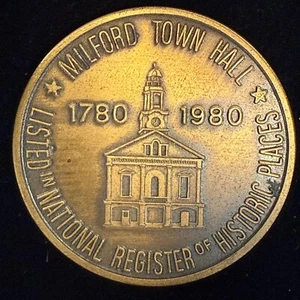 MILFORD TOWN HALL
1780 1980
LISTED IN NATIONAL REGISTER OF HISTORIC PLACES